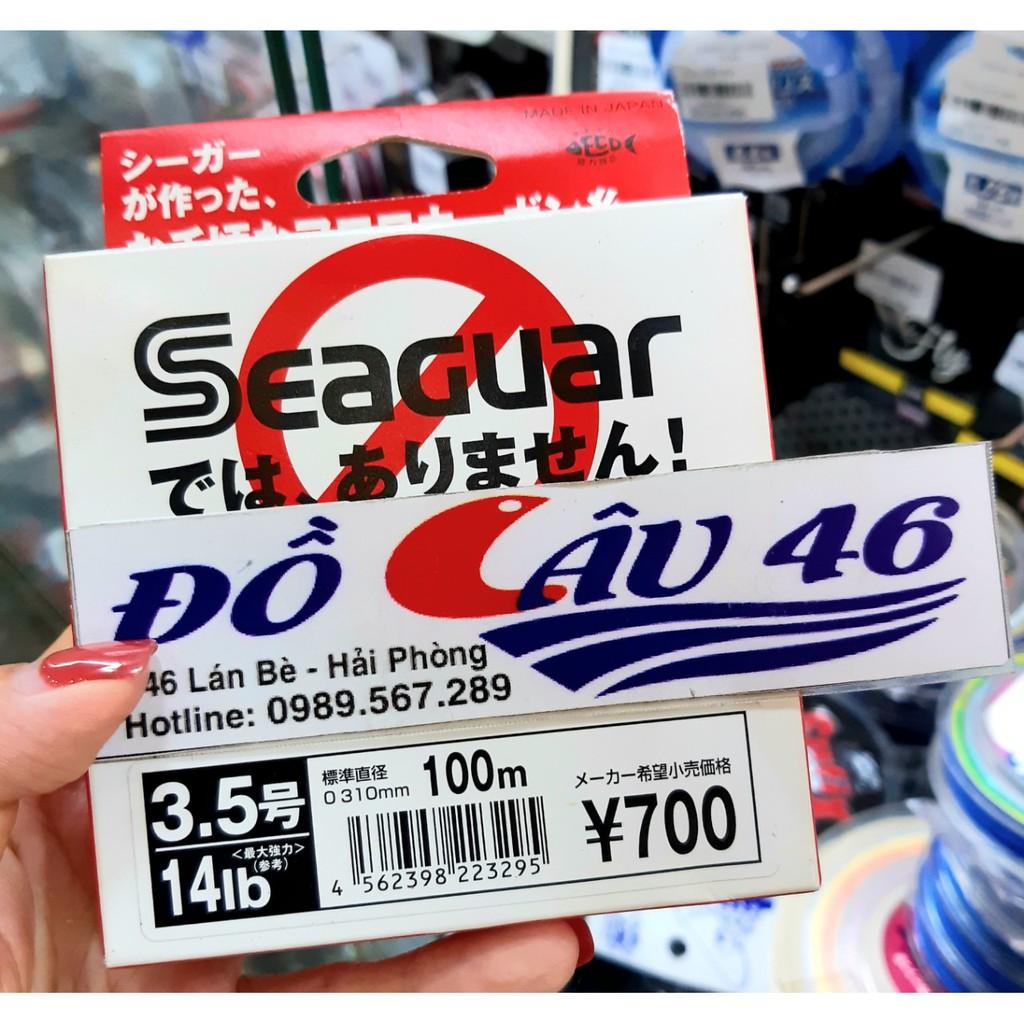 MADE IN JAPAN
シーガー
が作った、
Seaguar
では、ありません!
ĐỒ CÂU 46
46 Lán Bè - Hải Phòng
Hotline: 0989.567.289
3.5号
<最大強力>
(参考)
14lb
標準直径
0310mm
100m
メーカー希望小売価格
¥700
4 562398 223295
Fly